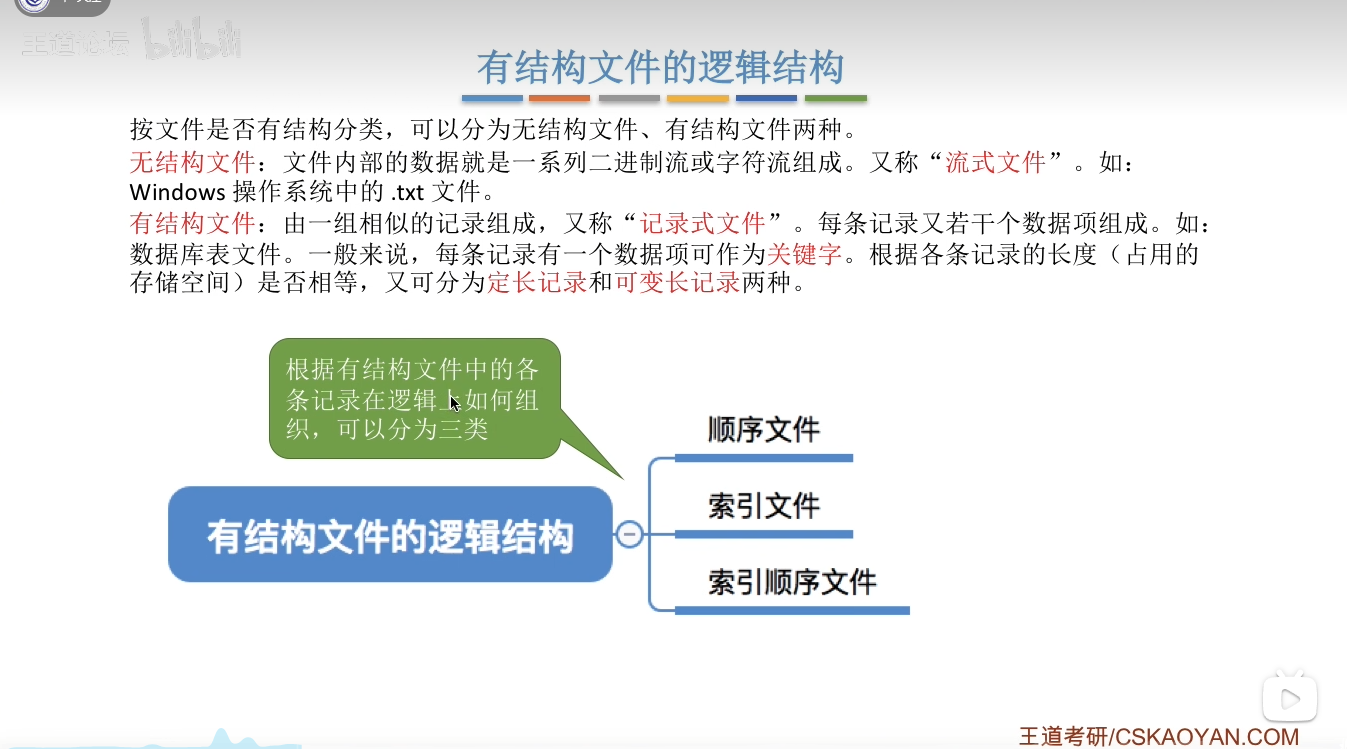 王道论坛 bilibili
有结构文件的逻辑结构
按文件是否有结构分类，可以分为无结构文件、有结构文件两种。
无结构文件：文件内部的数据就是一系列二进制流或字符流组成。又称“流式文件”。如：
Windows 操作系统中的 .txt 文件。
有结构文件：由一组相似的记录组成，又称“记录式文件”。每条记录又若干个数据项组成。如：
数据库表文件。一般来说，每条记录有一个数据项可作为关键字。根据各条记录的长度（占用的
存储空间）是否相等，又可分为定长记录和可变长记录两种。
根据有结构文件中的各
条记录在逻辑上如何组
织，可以分为三类
顺序文件
索引文件
有结构文件的逻辑结构
索引顺序文件
王道考研/CSKAOYAN.COM